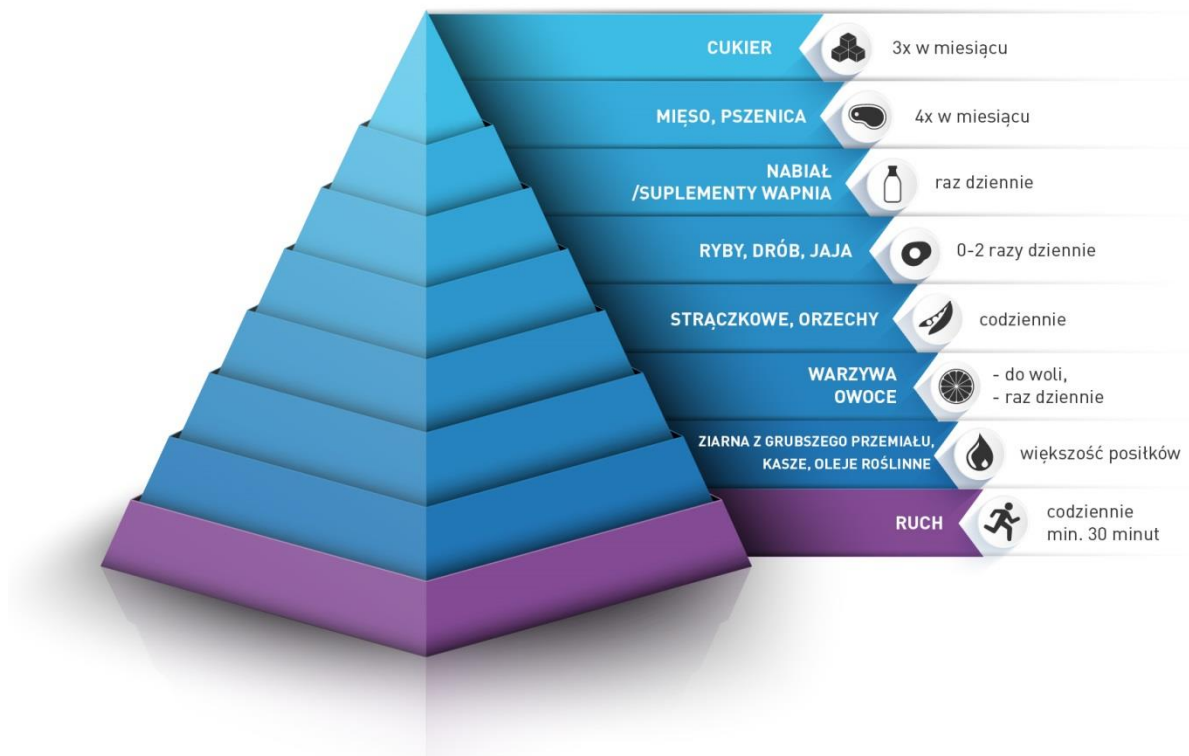 CUKIER
3x w miesiącu
MIĘSO, PSZENICA
4x w miesiącu
NABIAŁ
/SUPLEMENTY WAPNIA
raz dziennie
RYBY, DRÓB, JAJA
0-2 razy dziennie
STRĄCZKOWE, ORZECHY
codziennie
WARZYWA
OWOCE
- do woli,
- raz dziennie
ZIARNA Z GRUBSZEGO PRZEMIAŁU,
KASZE, OLEJE ROŚLINNE
większość posiłków
RUCH
codziennie
min. 30 minut